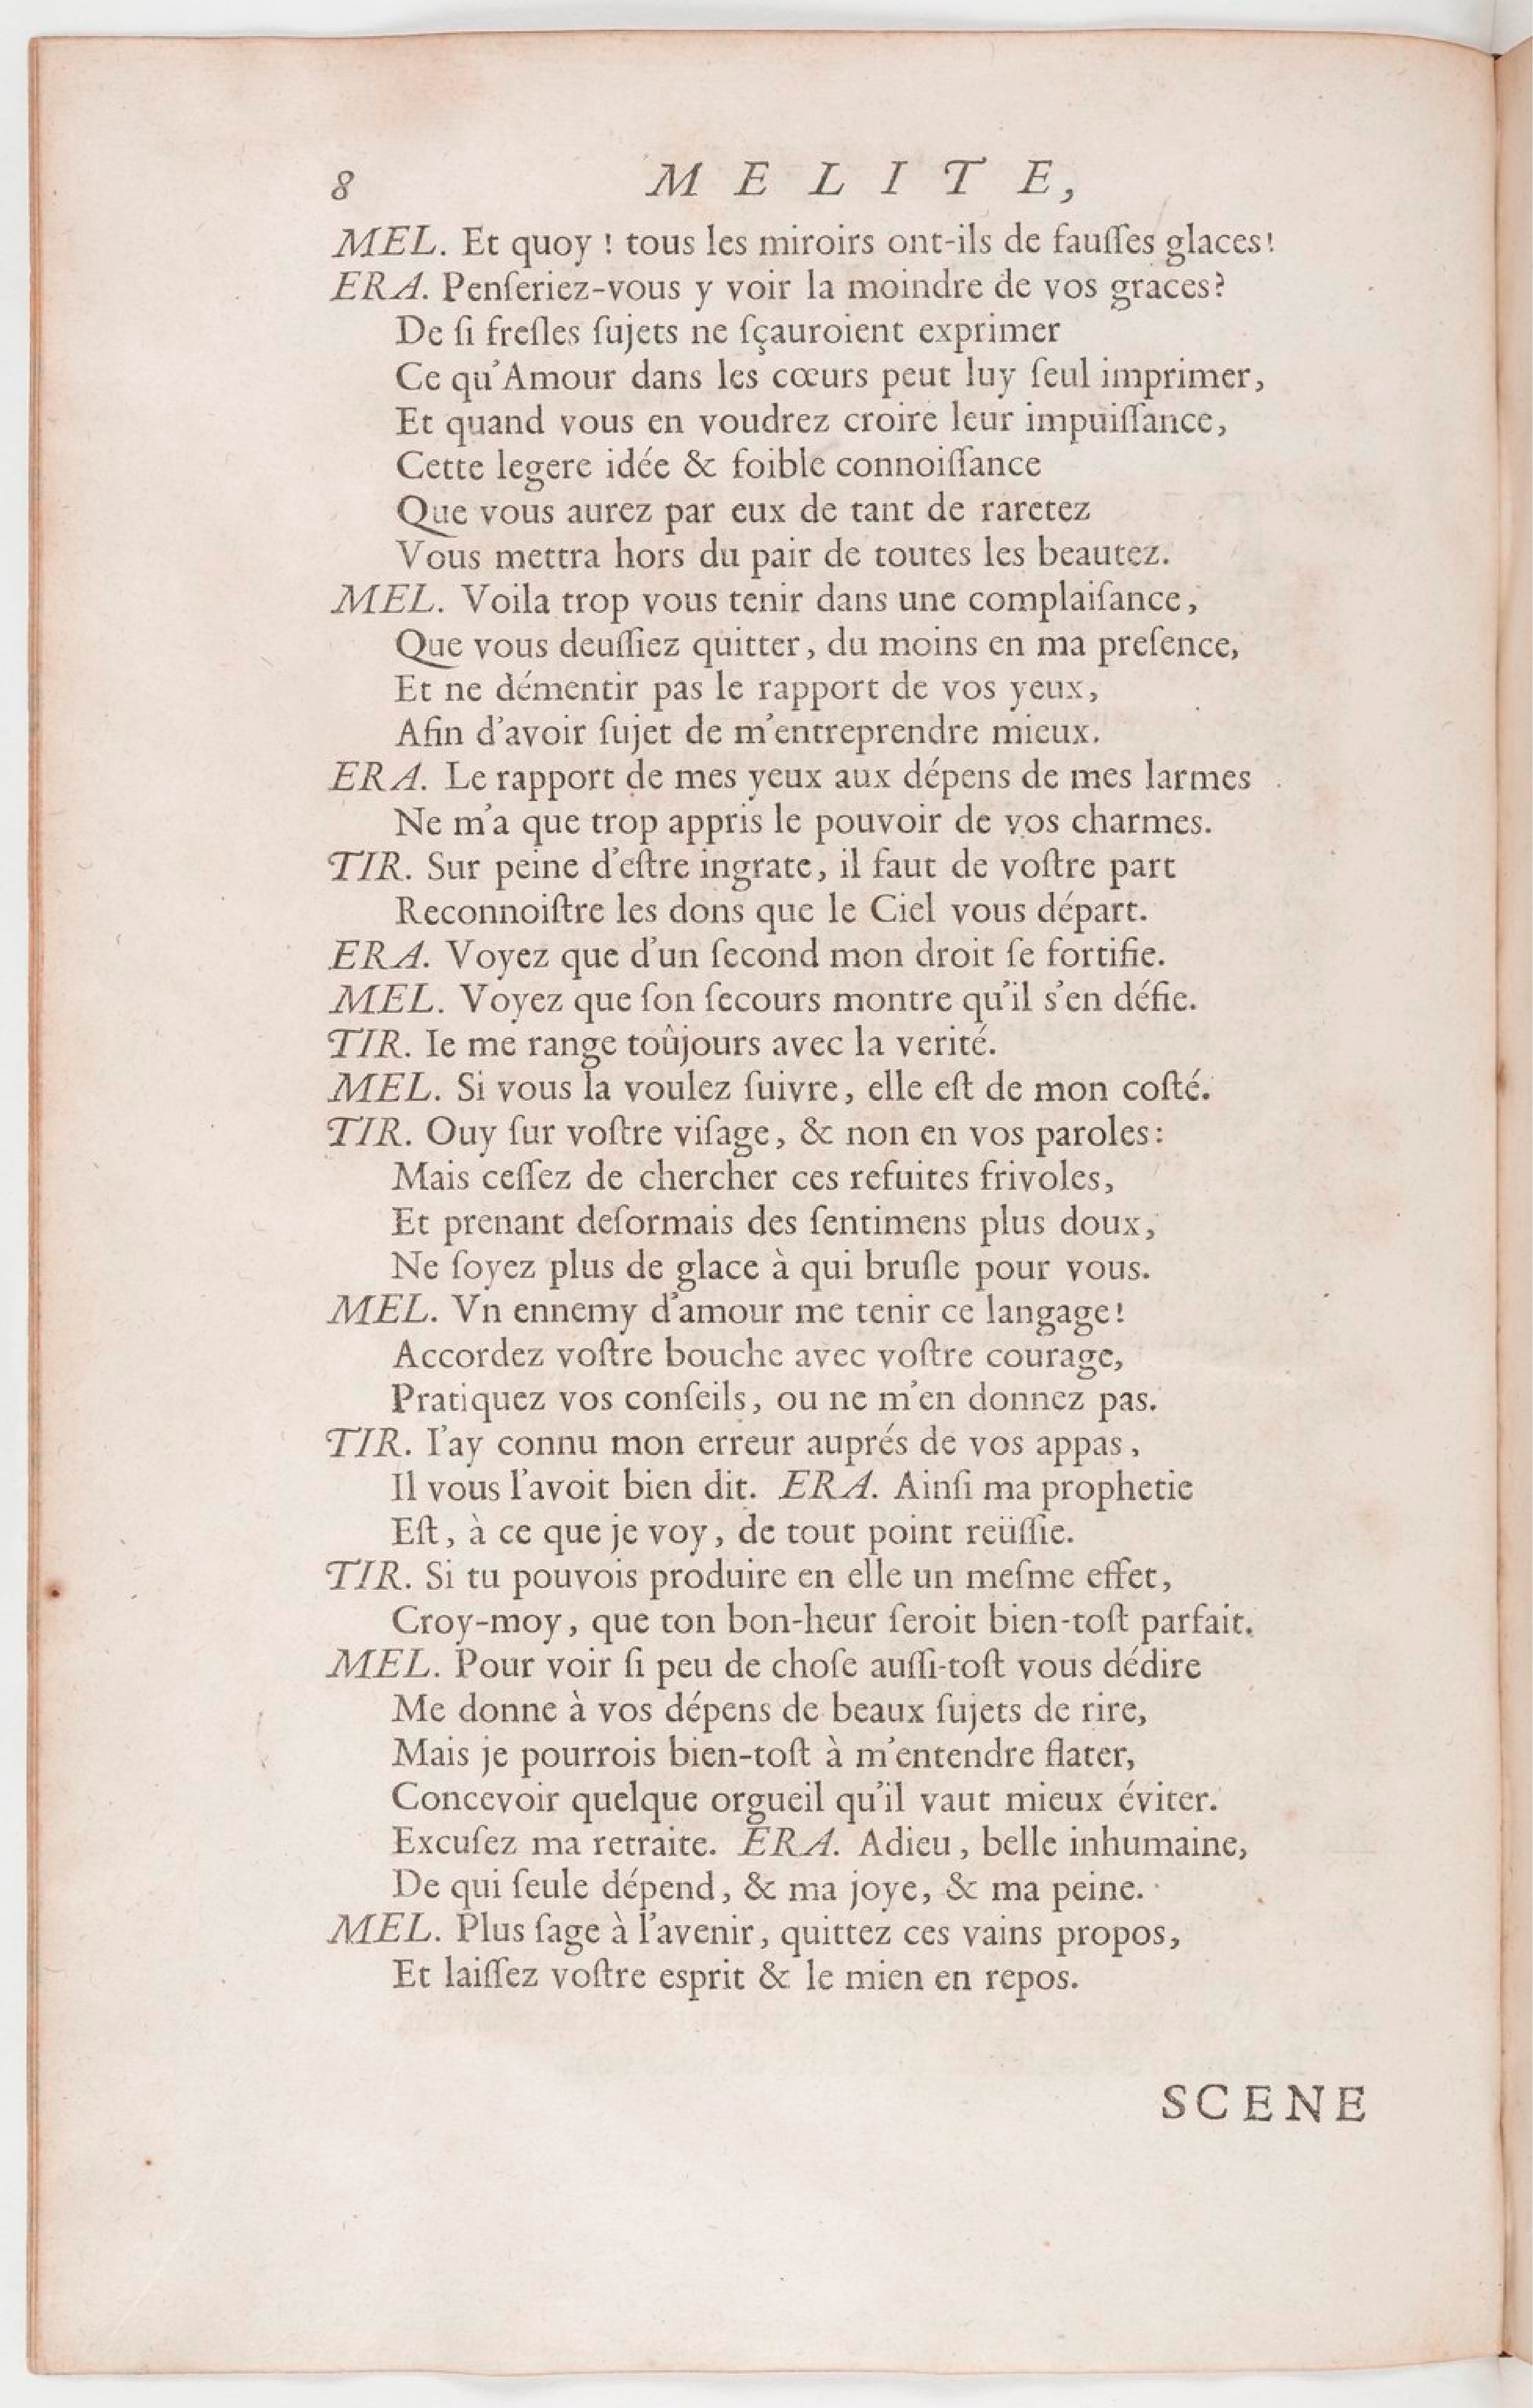 8 MELITE,
MEL. Et quoy ! tous les miroirs ont-ils de fauſſes glaces!
ERA. Penſeriez-vous y voir la moindre de vos graces?
De ſi freſles ſujets ne ſçauroient exprimer
Ce qu'Amour dans les cœurs peut luy ſeul imprimer,
Et quand vous en voudrez croire leur impuiſſance,
Cette legere idée & foible connoiſſance
Que vous aurez par eux de tant de raretez
Vous mettra hors du pair de toutes les beautez.
MEL. Voila trop vous tenir dans une complaiſance,
Que vous deuſſiez quitter, du moins en ma preſence,
Et ne démentir pas le rapport de vos yeux,
Afin d'avoir ſujet de m'entreprendre mieux.
ERA. Le rapport de mes yeux aux dépens de mes larmes
Ne m'a que trop appris le pouvoir de vos charmes.
TIR. Sur peine d'eſtre ingrate, il faut de voſtre part
Reconnoiſtre les dons que le Ciel vous départ.
ERA. Voyez que d'un ſecond mon droit ſe fortifie.
MEL. Voyez que ſon ſecours montre qu'il s'en défie.
TIR. Ie me range toûjours avec la verité.
MEL. Si vous la voulez ſuivre, elle eſt de mon coſté.
TIR. Ouy ſur voſtre viſage, & non en vos paroles:
Mais ceſſez de chercher ces refuites frivoles,
Et prenant deſormais des ſentimens plus doux,
Ne ſoyez plus de glace à qui bruſle pour vous.
MEL. Vn ennemy d'amour me tenir ce langage!
Accordez voſtre bouche avec voſtre courage,
Pratiquez vos conſeils, ou ne m'en donnez pas.
TIR. I'ay connu mon erreur auprés de vos appas,
Il vous l'avoit bien dit. ERA. Ainſi ma prophetie
Eſt, à ce que je voy, de tout point reüſſie.
TIR. Si tu pouvois produire en elle un meſme effet,
Croy-moy, que ton bon-heur ſeroit bien-toſt parfait.
MEL. Pour voir ſi peu de choſe auſſi-toſt vous dédire
Me donne à vos dépens de beaux ſujets de rire,
Mais je pourrois bien-toſt à m'entendre flater,
Concevoir quelque orgueil qu'il vaut mieux éviter.
Excuſez ma retraite. ERA. Adieu, belle inhumaine,
De qui ſeule dépend, & ma joye, & ma peine.
MEL. Plus ſage à l'avenir, quittez ces vains propos,
Et laiſſez voſtre esprit & le mien en repos.
SCENE